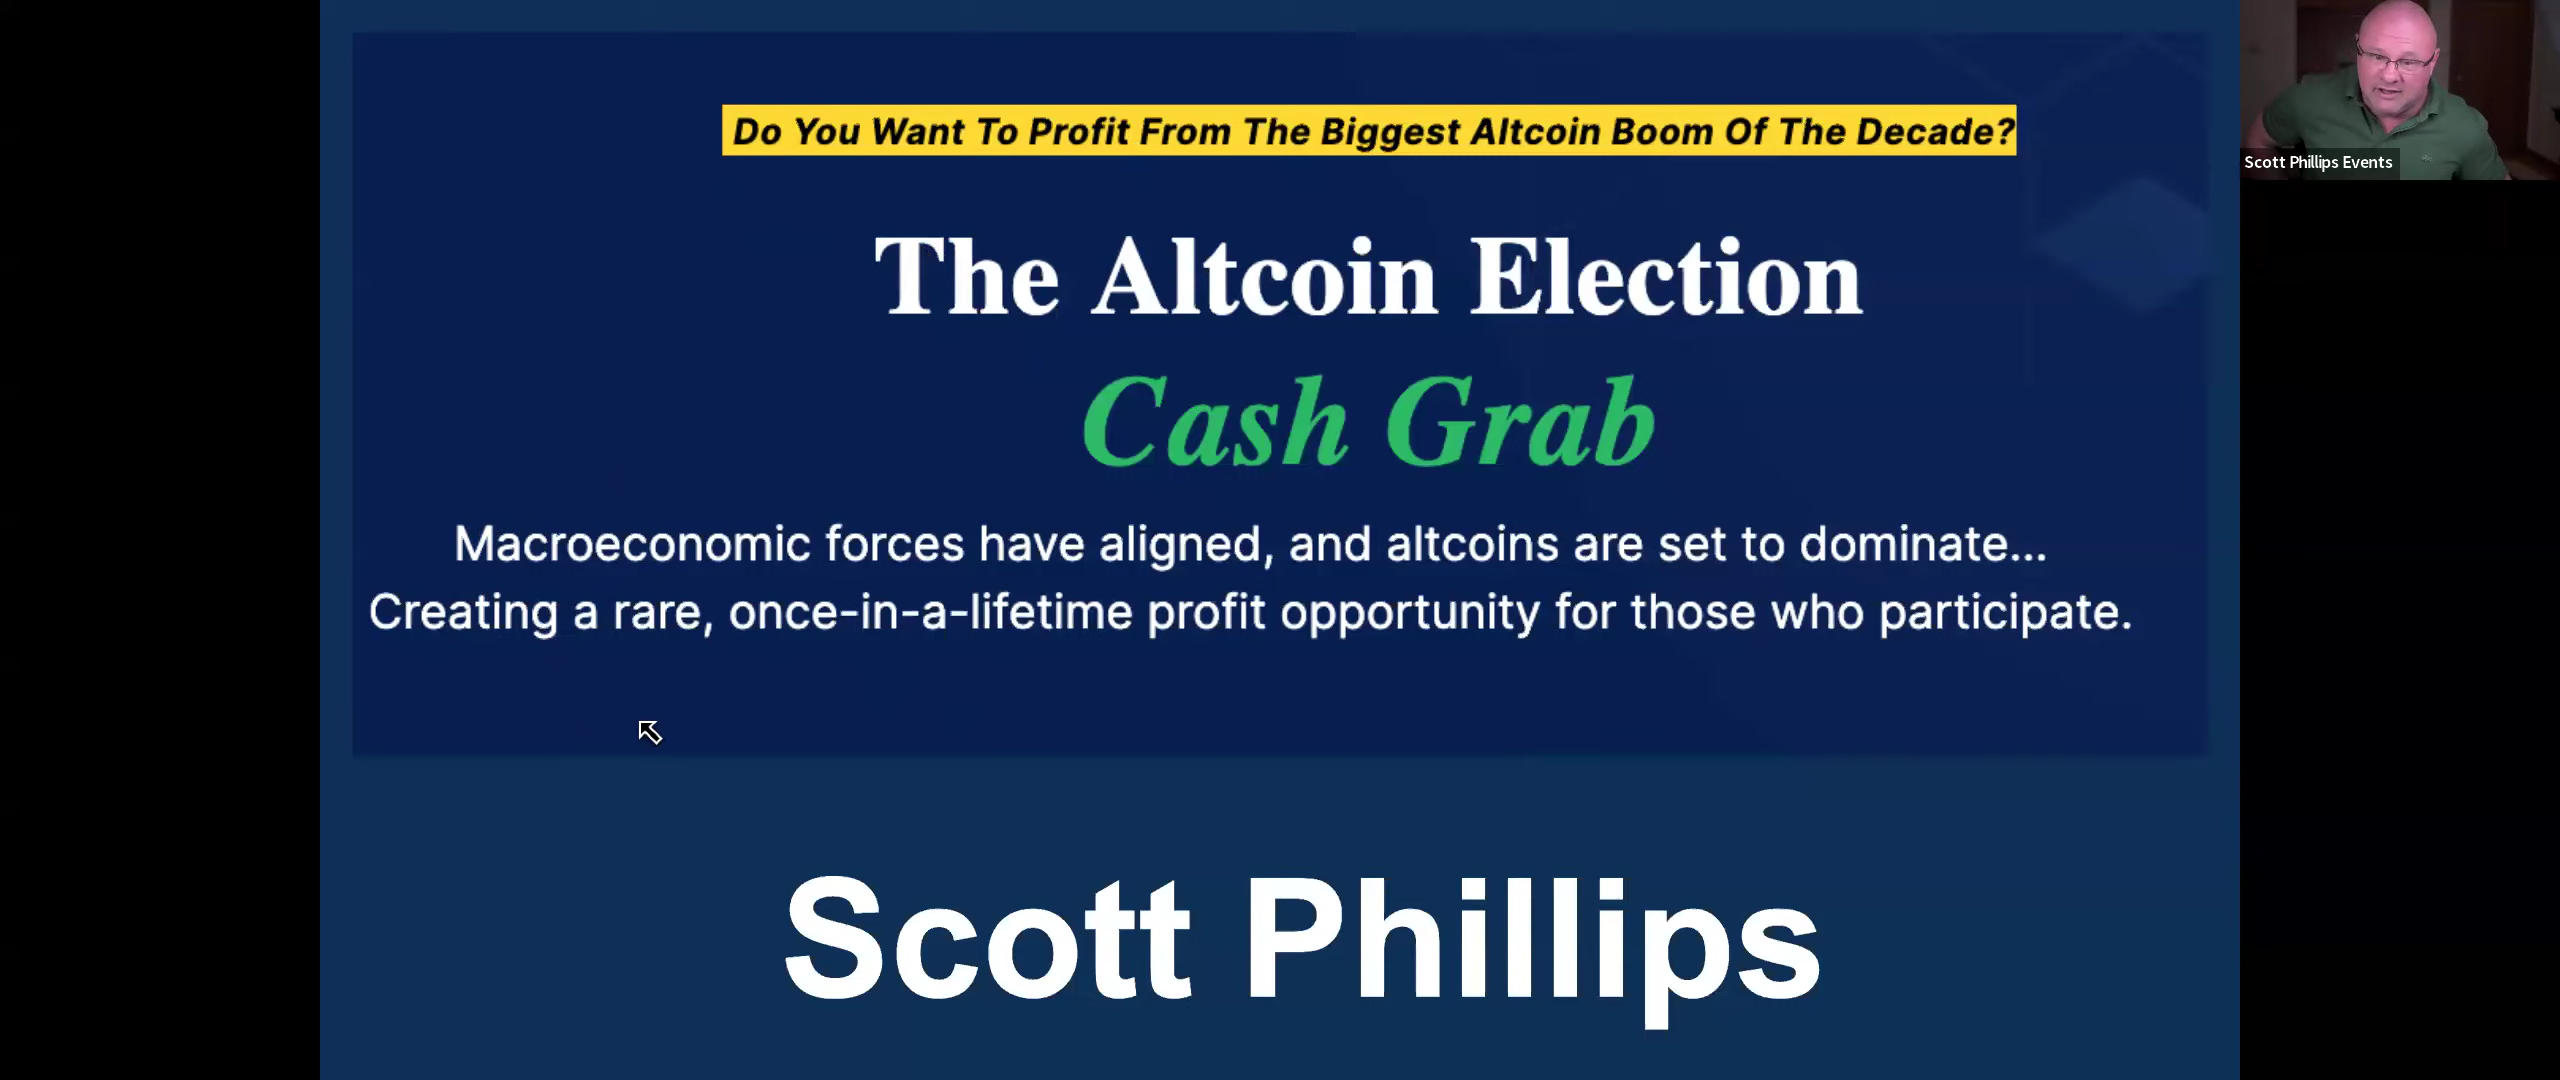 Do You Want To Profit From The Biggest Altcoin Boom Of The Decade?
The Altcoin Election
Cash Grab
Macroeconomic forces have aligned, and altcoins are set to dominate...
Creating a rare, once-in-a-lifetime profit opportunity for those who participate.
Scott Phillips
Scott Phillips Events